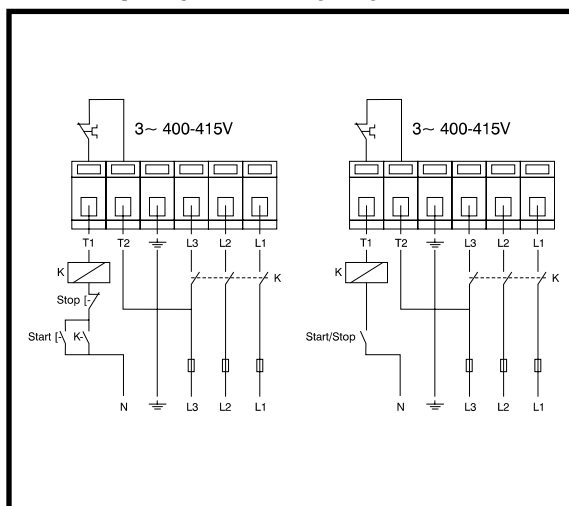 3~ 400-415V
T1 T2 L3 L2 L1
K
K
Stop
Start K
N L3 L2 L1
3~ 400-415V
T1 T2 L3 L2 L1
K
K
Start/Stop
N L3 L2 L1